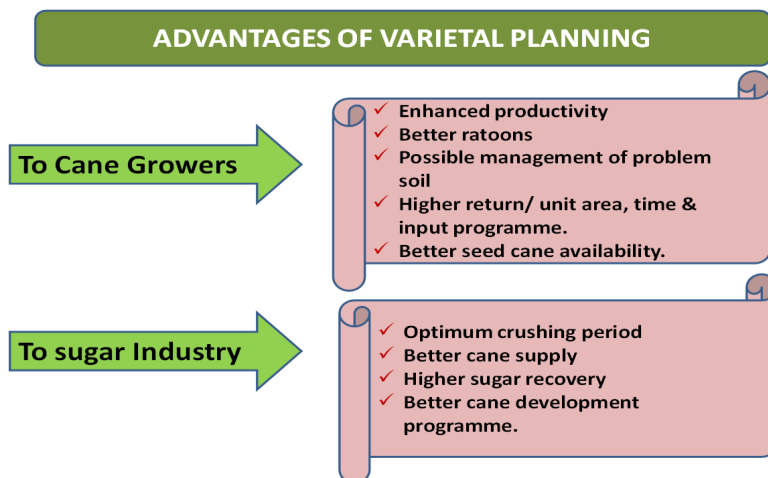 ADVANTAGES OF VARIETAL PLANNING
To Cane Growers
✓ Enhanced productivity
✓ Better ratoons
✓ Possible management of problem
soil
✓ Higher return/ unit area, time &
input programme.
✓ Better seed cane availability.
To sugar Industry
✓ Optimum crushing period
✓ Better cane supply
✓ Higher sugar recovery
✓ Better cane development
programme.